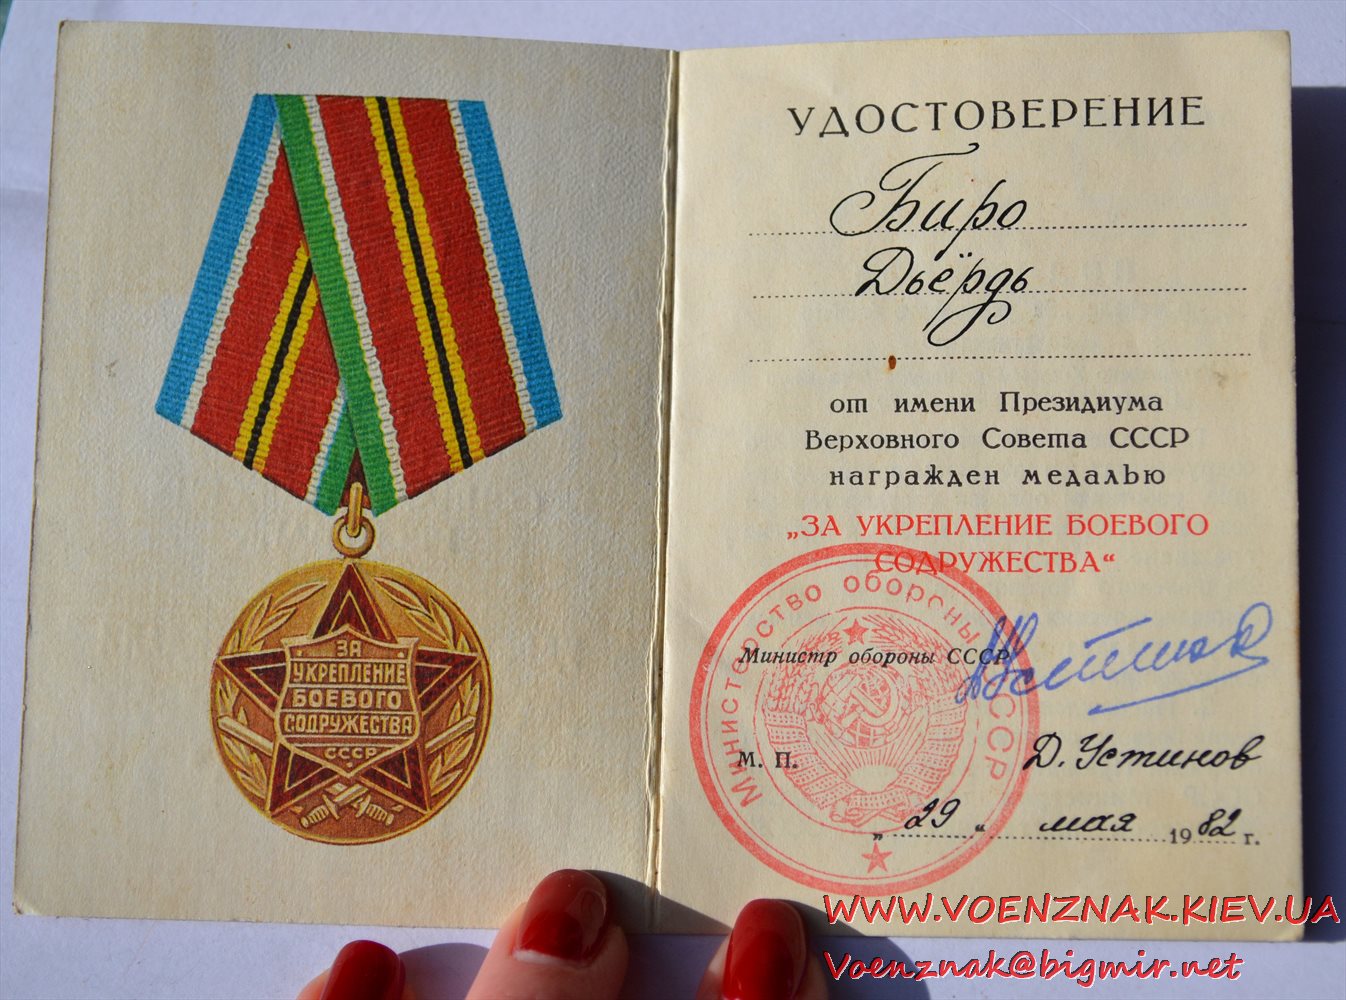 ЗА
УКРЕПЛЕНИЕ
БОЕВОГО
СОДРУЖЕСТВА
СССР
УДОСТОВЕРЕНИЕ
Биро
Дьёрдь
от имени Президиума
Верховного Совета СССР
награжден медалью
„ЗА УКРЕПЛЕНИЕ БОЕВОГО
СОДРУЖЕСТВА“
Министерство обороны СССР
Министр обороны СССР
М. П.
Д. Устинов
„29“ мая 1982 г.
WWW.VOENZNAK.KIEV.UA
Voenznak@bigmir.net